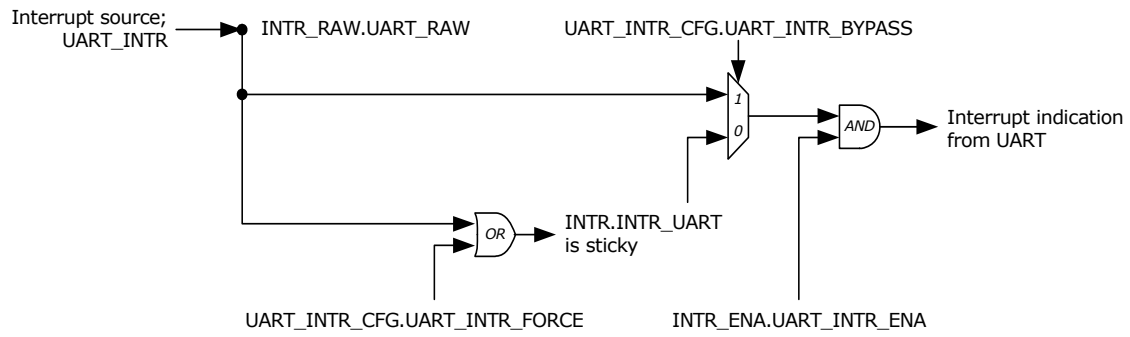 Interrupt source;
UART_INTR
INTR_RAW.UART_RAW
UART_INTR_CFG.UART_INTR_BYPASS
1
0
AND
Interrupt indication
from UART
OR
INTR.INTR_UART
is sticky
UART_INTR_CFG.UART_INTR_FORCE
INTR_ENA.UART_INTR_ENA